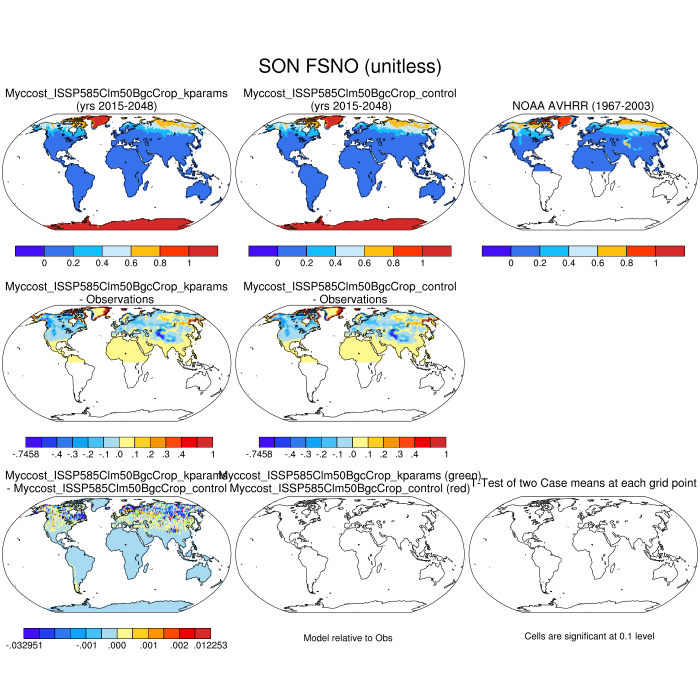 SON FSNO (unitless)
Myccost_ISSP585Clm50BgcCrop_kparams
(yrs 2015-2048)
Myccost_ISSP585Clm50BgcCrop_control
(yrs 2015-2048)
NOAA AVHRR (1967-2003)
0 0.2 0.4 0.6 0.8 1
0 0.2 0.4 0.6 0.8 1
0 0.2 0.4 0.6 0.8 1
Myccost_ISSP585Clm50BgcCrop_kparams
- Observations
Myccost_ISSP585Clm50BgcCrop_control
- Observations
-.7458 -.4 -.3 -.2 -.1 .0 .1 .2 .3 .4 1
-.7458 -.4 -.3 -.2 -.1 .0 .1 .2 .3 .4 1
Myccost_ISSP585Clm50BgcCrop_kparams
- Myccost_ISSP585Clm50BgcCrop_control
Myccost_ISSP585Clm50BgcCrop_kparams (green)
Myccost_ISSP585Clm50BgcCrop_control (red)
T-Test of two Case means at each grid point
-.032951 -.001 .000 .001 .002 .012253
Model relative to Obs
Cells are significant at 0.1 level